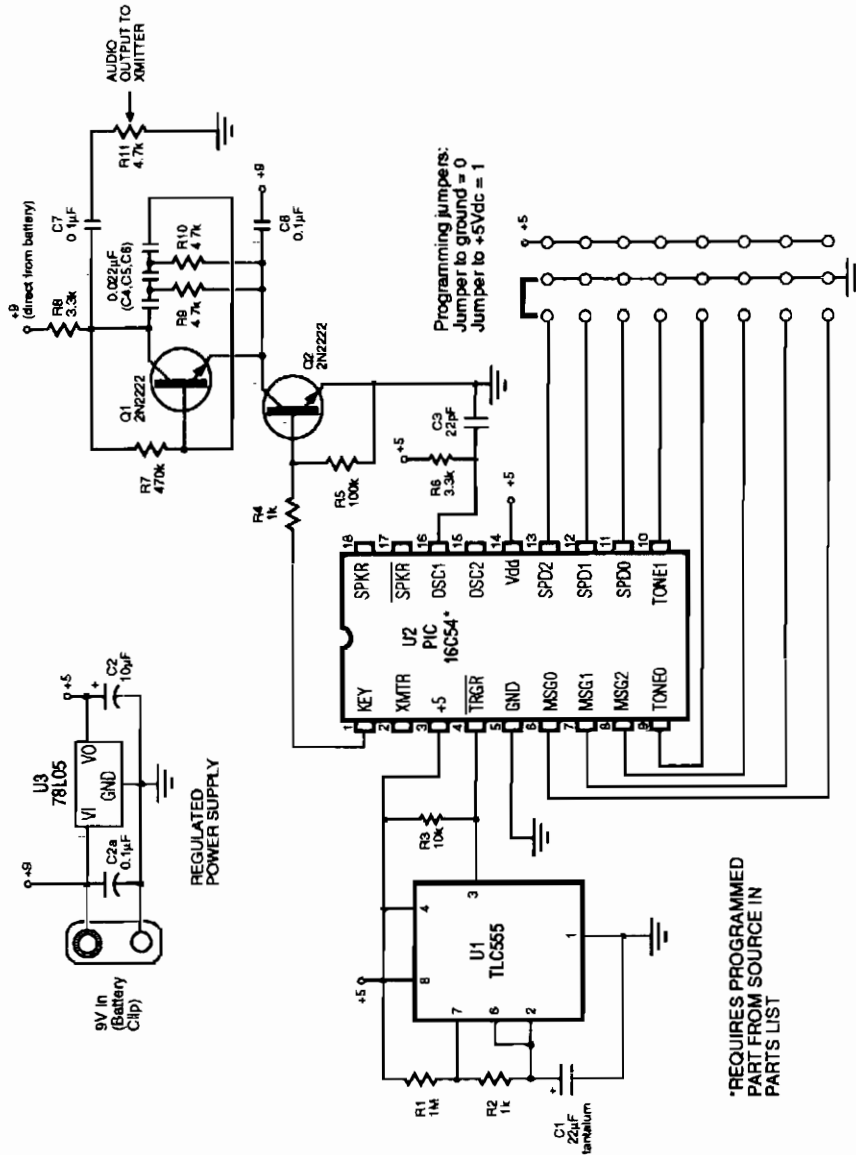 9V In
(Battery
Clip)
+9
C2a
0.1µF
U3
78L05
VI
VO
GND
+5
+
C2
10µF
REGULATED
POWER SUPPLY
+9
(direct from battery)
R8
3.3k
C7
0.1µF
R11
4.7k
AUDIO
OUTPUT TO
XMITTER
0.022µF
(C4,C5,C6)
R9
4.7k
R10
4.7k
Q1
2N2222
R7
470k
+9
C8
0.1µF
Q2
2N2222
R4
1k
R5
100k
+5
R6
3.3k
C3
22pF
+5
Programming jumpers:
Jumper to ground = 0
Jumper to +5Vdc = 1
+5
U2
PIC
16C54*
1 KEY
2 XMTR
3 +5
4 TRGR
5 GND
6 MSG0
7 MSG1
8 MSG2
9 TONE0
18 SPKR
17 SPKR
16 OSC1
15 OSC2
14 Vdd
13 SPD2
12 SPD1
11 SPD0
10 TONE1
+5
R3
10k
U1
TLC555
8
4
7
6
2
3
1
R1
1M
R2
1k
+
C1
22µF
tantalum
*REQUIRES PROGRAMMED
PART FROM SOURCE IN
PARTS LIST